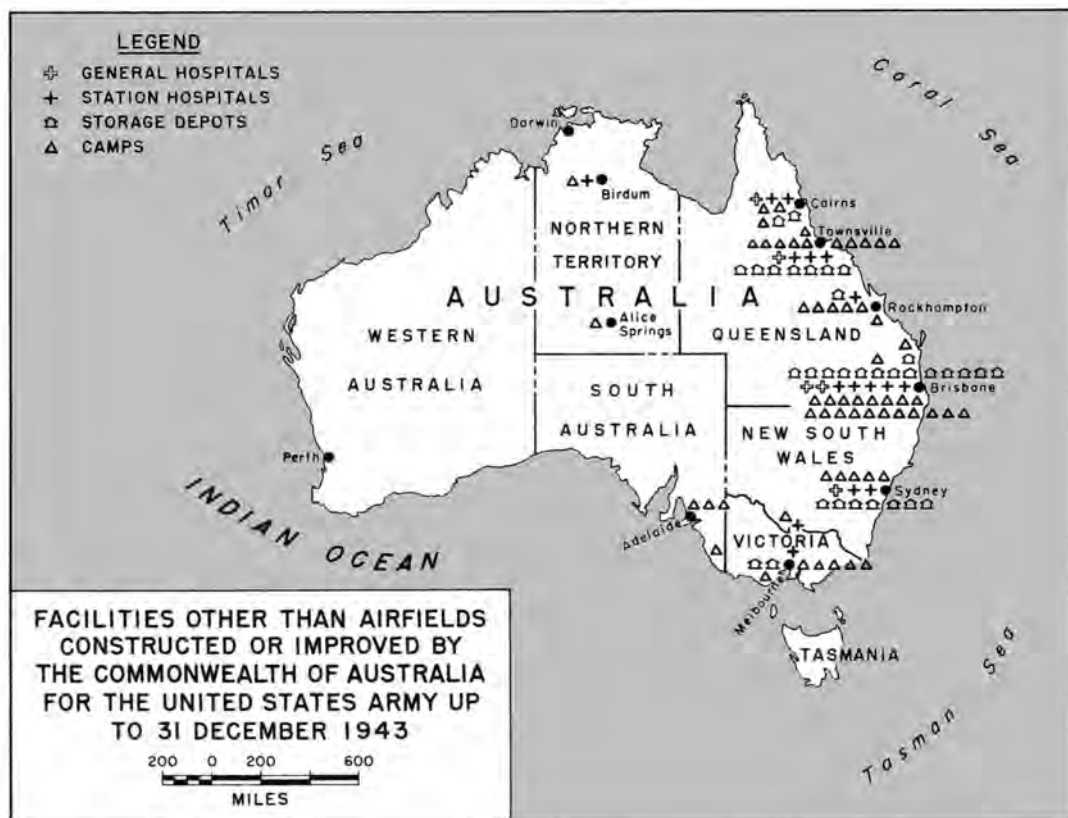 LEGEND
GENERAL HOSPITALS
STATION HOSPITALS
STORAGE DEPOTS
CAMPS
Coral Sea
Timor Sea
Darwin
Birdum
Cairns
Townsville
NORTHERN
TERRITORY
AUSTRALIA
Rockhampton
Alice
Springs
QUEENSLAND
WESTERN
AUSTRALIA
Brisbane
SOUTH
AUSTRALIA
NEW SOUTH
WALES
Perth
Sydney
INDIAN OCEAN
Adelaide
VICTORIA
Melbourne
TASMANIA
Tasman Sea
FACILITIES OTHER THAN AIRFIELDS
CONSTRUCTED OR IMPROVED BY
THE COMMONWEALTH OF AUSTRALIA
FOR THE UNITED STATES ARMY UP
TO 31 DECEMBER 1943
200 0 200 600
MILES